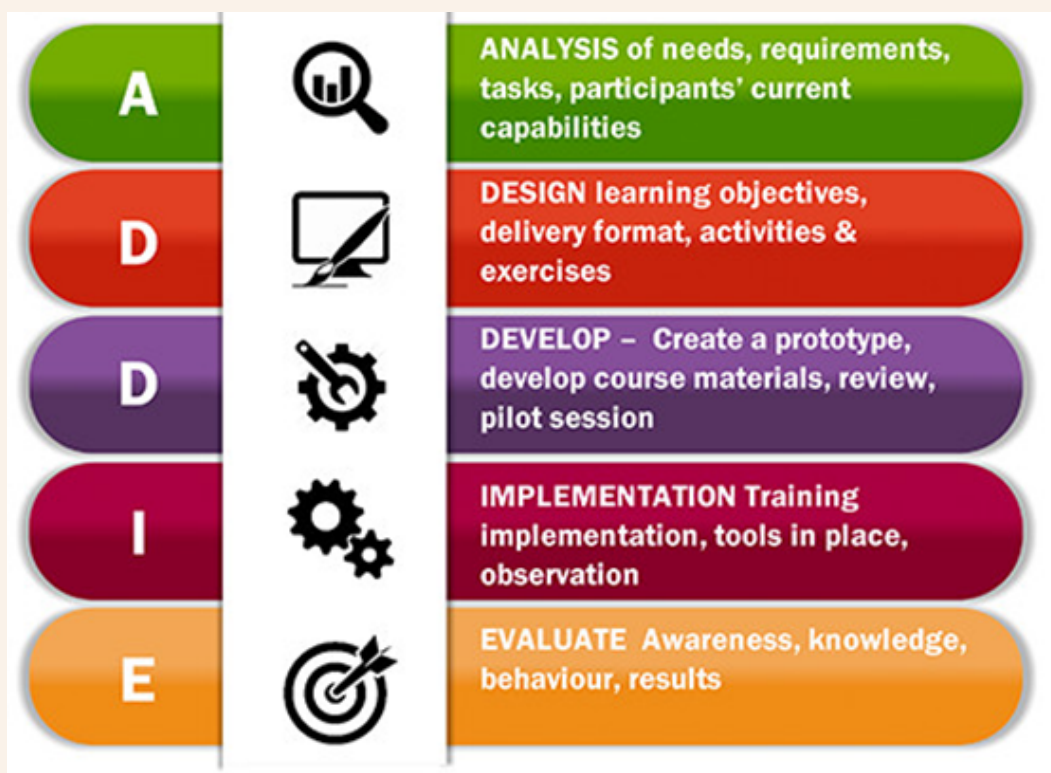 A
ANALYSIS of needs, requirements,
tasks, participants’ current
capabilities
D
DESIGN learning objectives,
delivery format, activities &
exercises
D
DEVELOP – Create a prototype,
develop course materials, review,
pilot session
I
IMPLEMENTATION Training
implementation, tools in place,
observation
E
EVALUATE Awareness, knowledge,
behaviour, results